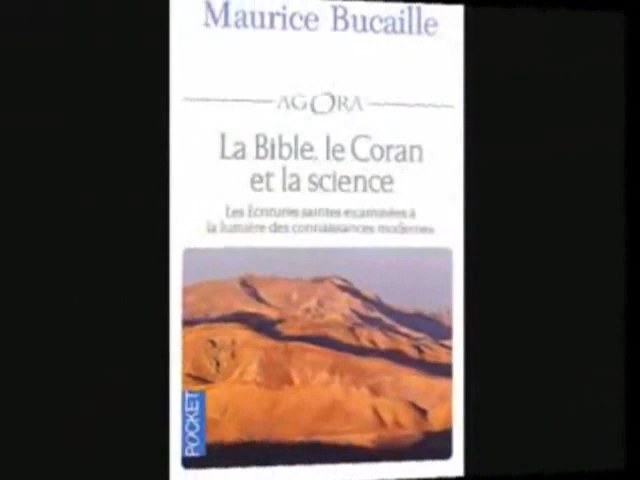 Maurice Bucaille
AGORA
La Bible, le Coran
et la science
Les Écritures saintes examinées à
la lumière des connaissances modernes
POCKET